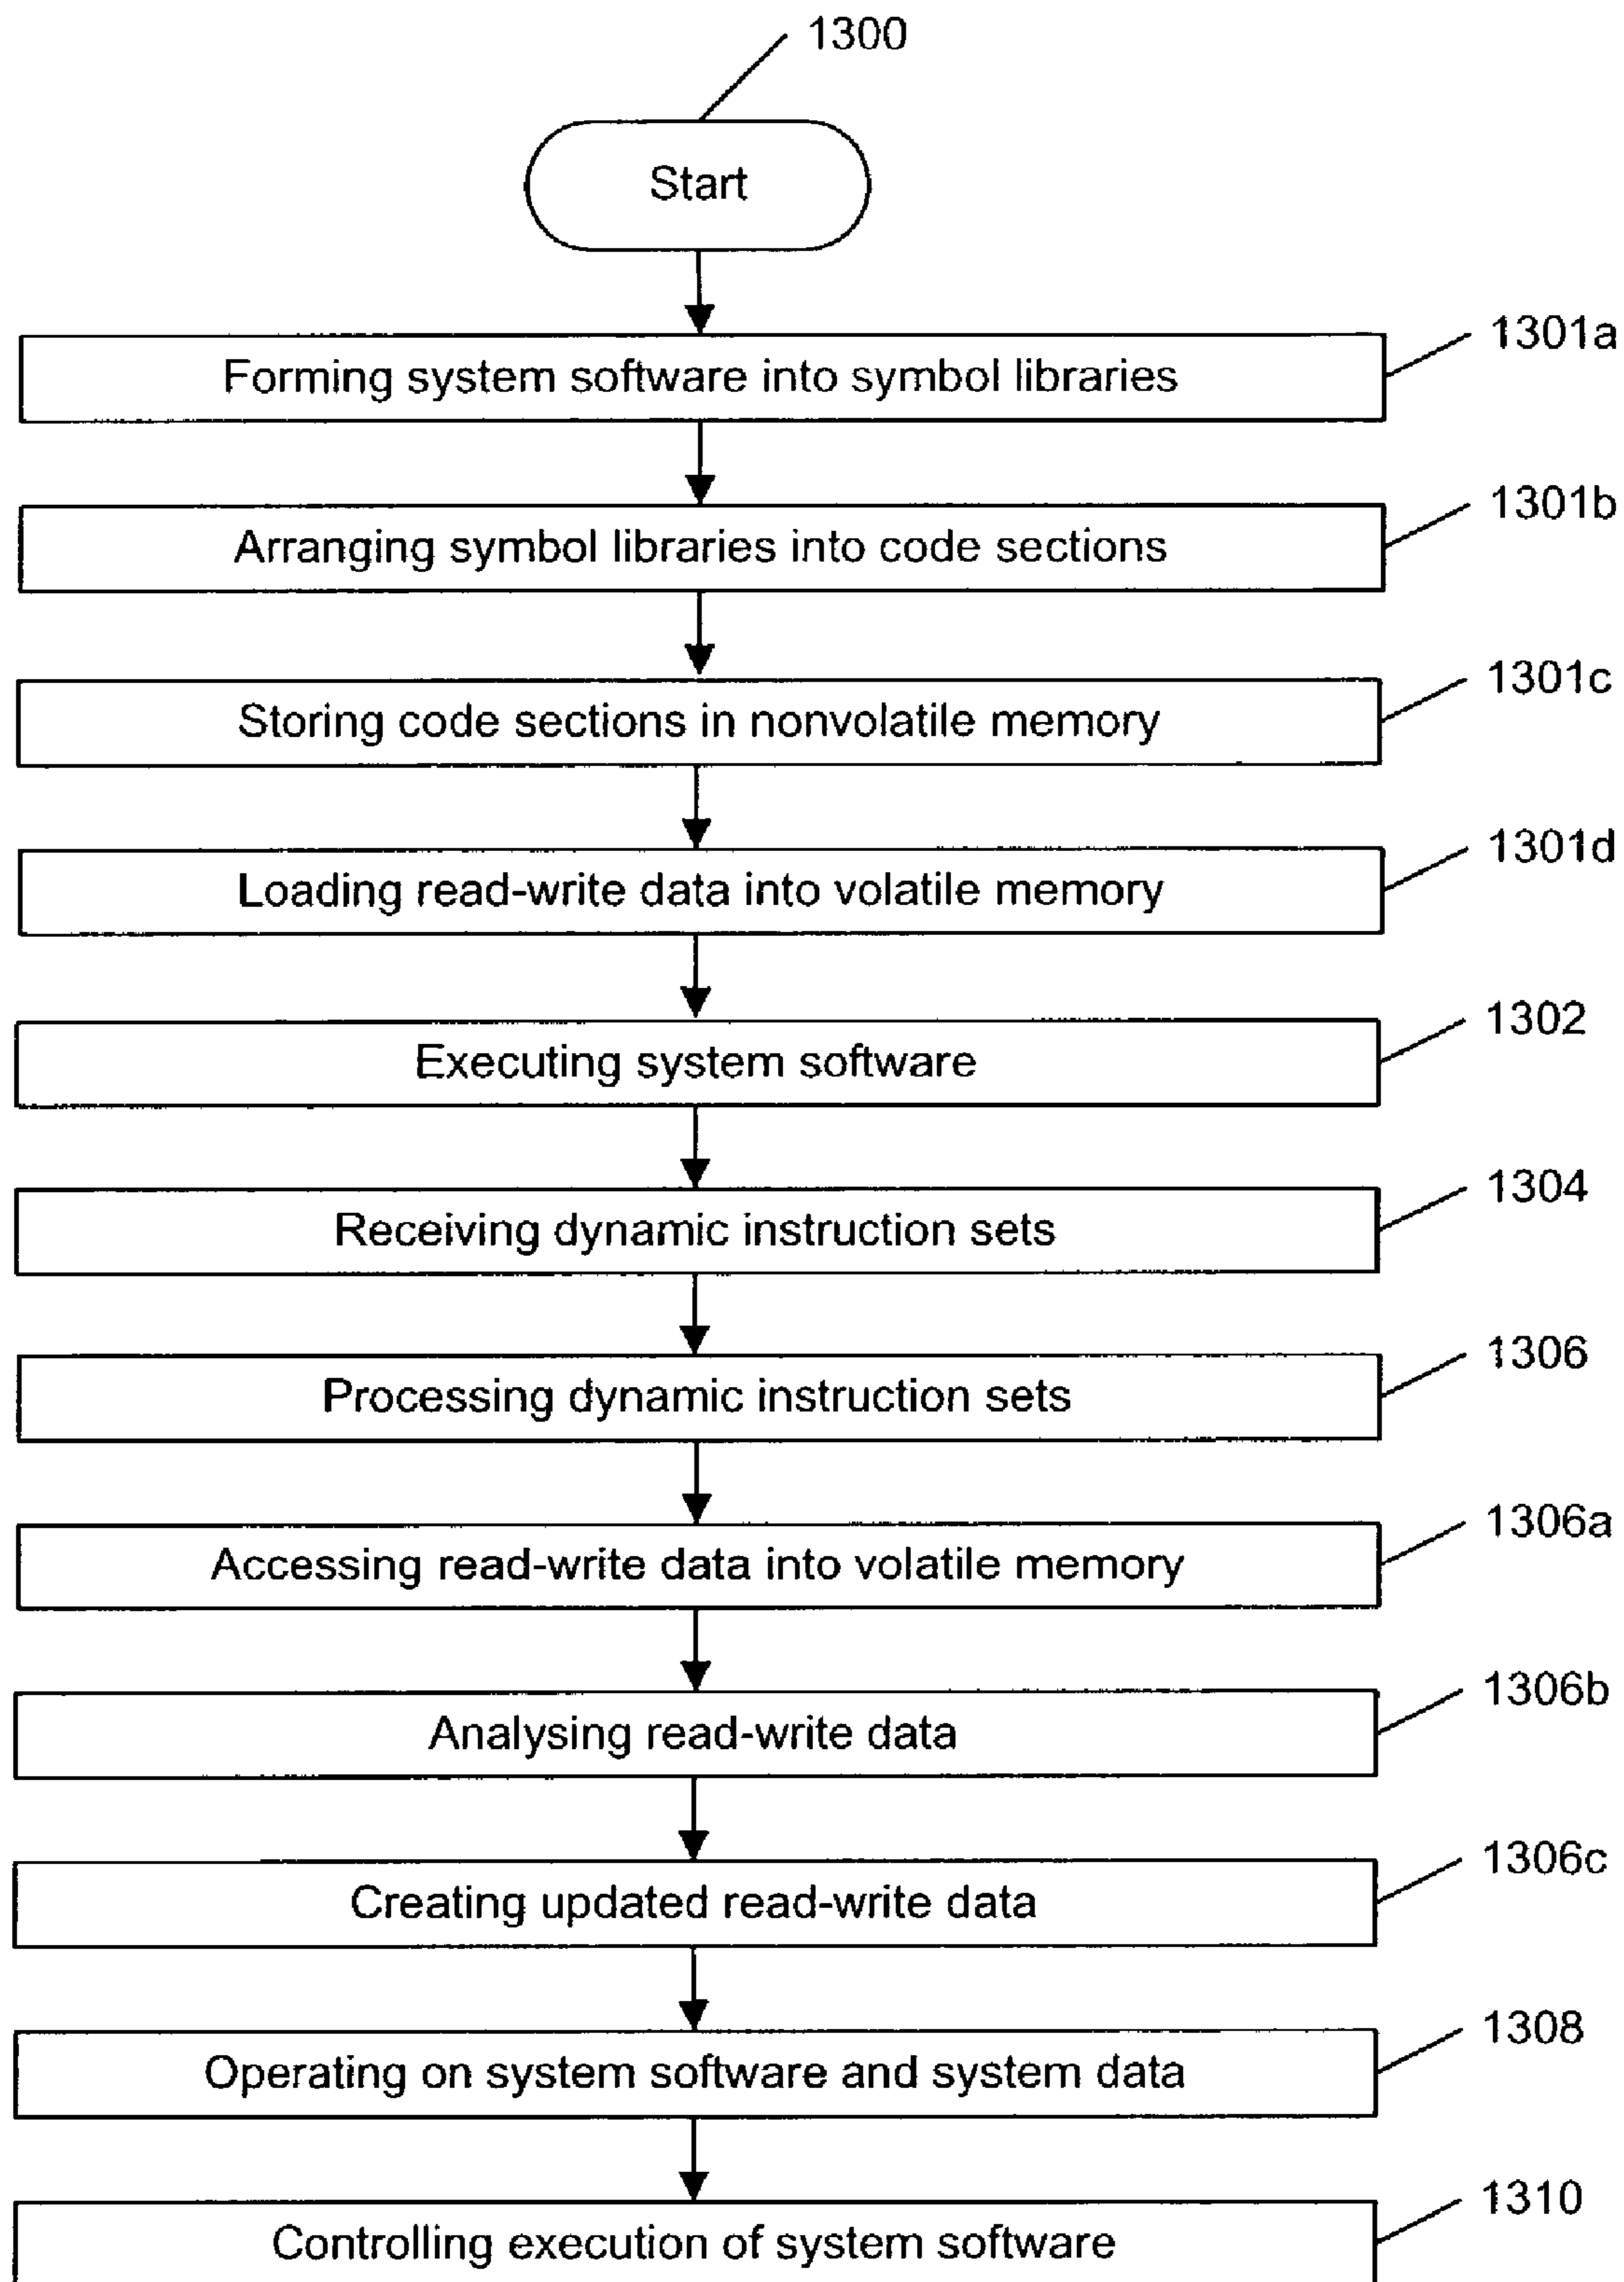 1300
Start
1301a
Forming system software into symbol libraries
1301b
Arranging symbol libraries into code sections
1301c
Storing code sections in nonvolatile memory
1301d
Loading read-write data into volatile memory
1302
Executing system software
1304
Receiving dynamic instruction sets
1306
Processing dynamic instruction sets
1306a
Accessing read-write data into volatile memory
1306b
Analysing read-write data
1306c
Creating updated read-write data
1308
Operating on system software and system data
1310
Controlling execution of system software